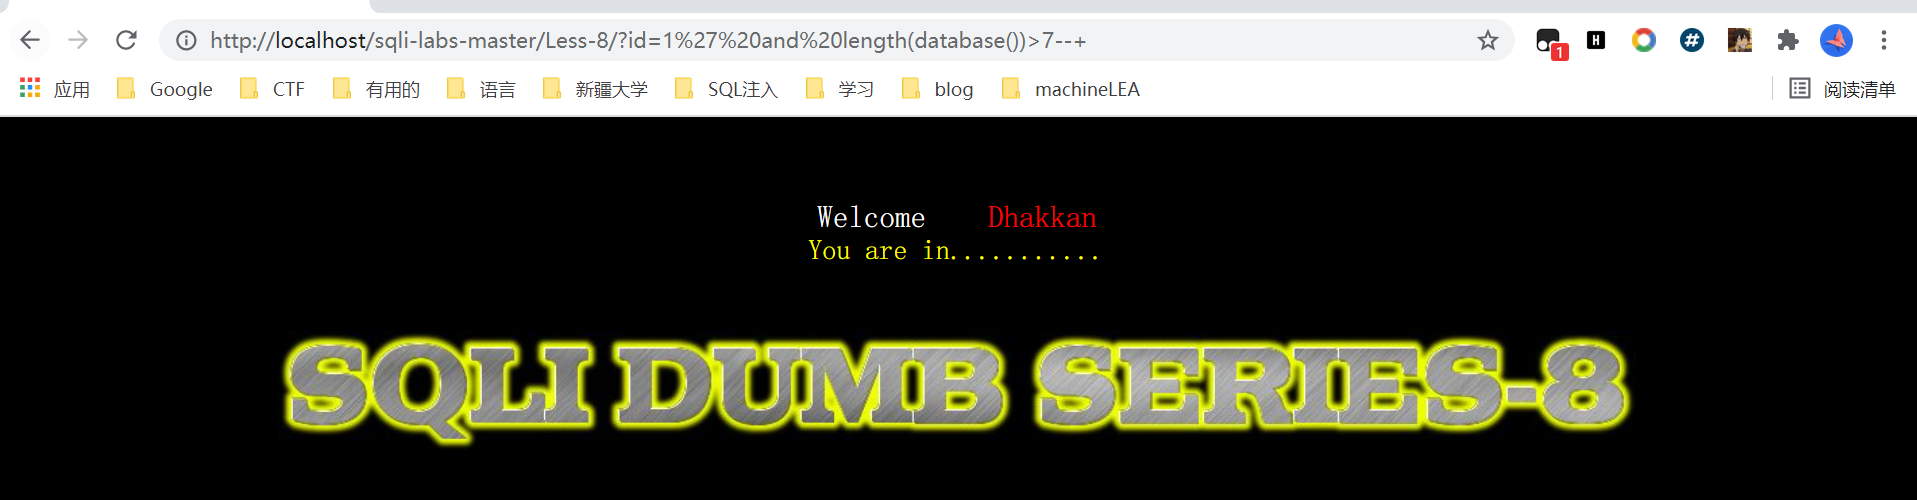 http://localhost/sqli-labs-master/Less-8/?id=1%27%20and%20length(database())>7--+
1
H
#
应用 Google CTF 有用的 语言 新疆大学 SQL注入 学习 blog machineLEA 阅读清单
Welcome Dhakkan
You are in...........
SQLI DUMB SERIES-8